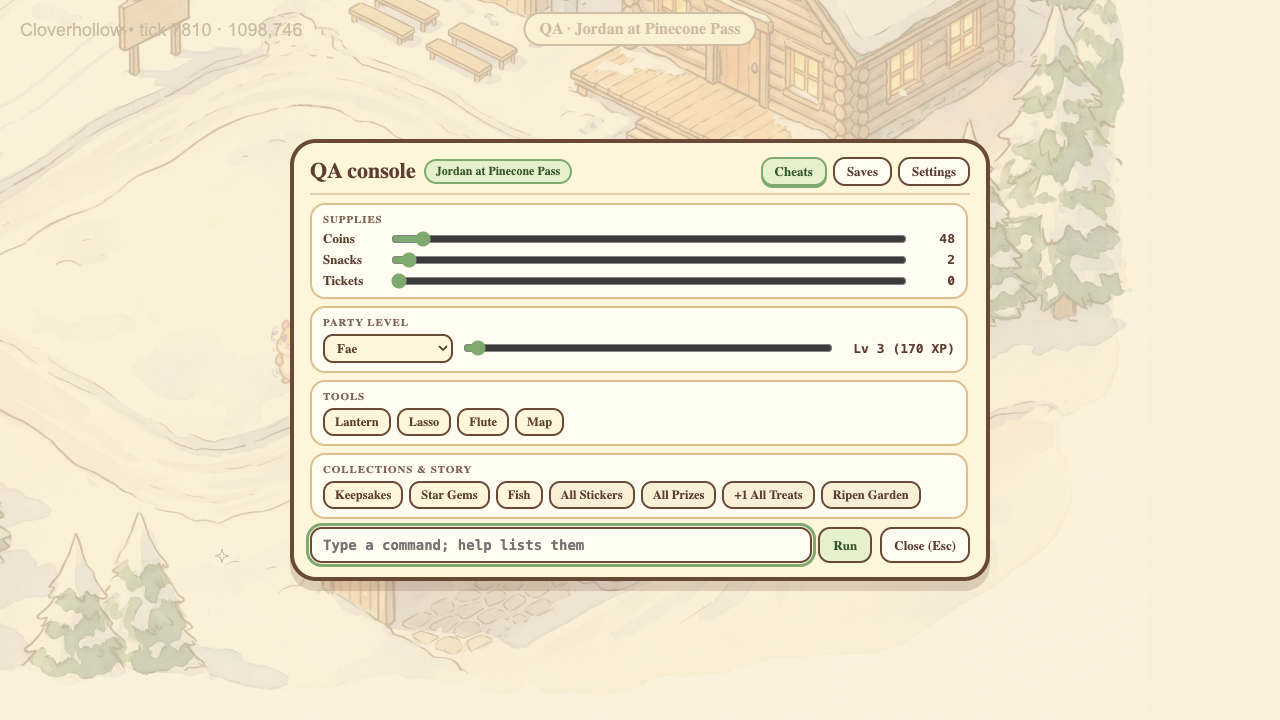 Cloverhollow • tick 7810 · 1098,746
QA · Jordan at Pinecone Pass
QA console
Jordan at Pinecone Pass
Cheats
Saves
Settings
SUPPLIES
Coins 48
Snacks 2
Tickets 0
PARTY LEVEL
Fae
Lv 3 (170 XP)
TOOLS
Lantern
Lasso
Flute
Map
COLLECTIONS & STORY
Keepsakes
Star Gems
Fish
All Stickers
All Prizes
+1 All Treats
Ripen Garden
Type a command; help lists them
Run
Close (Esc)